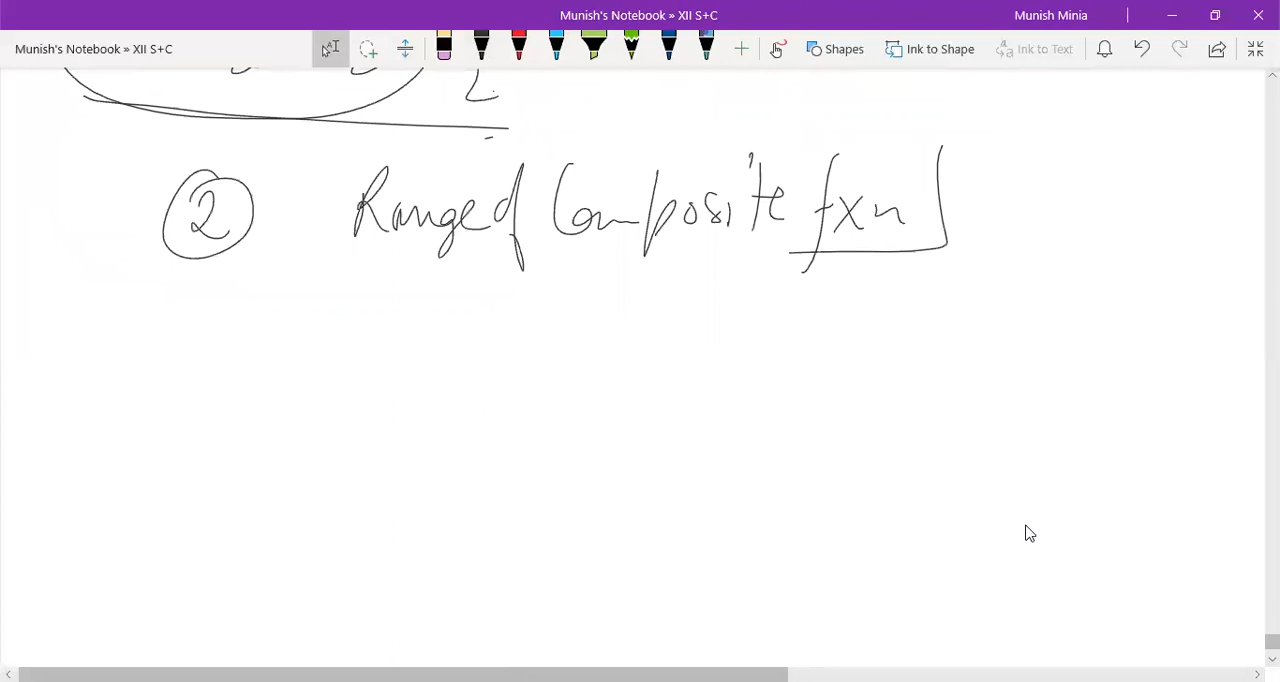 Munish's Notebook » XII S+C
Munish Minia
Munish's Notebook » XII S+C
Shapes
Ink to Shape
Ink to Text
2
② Range of Composite fxn